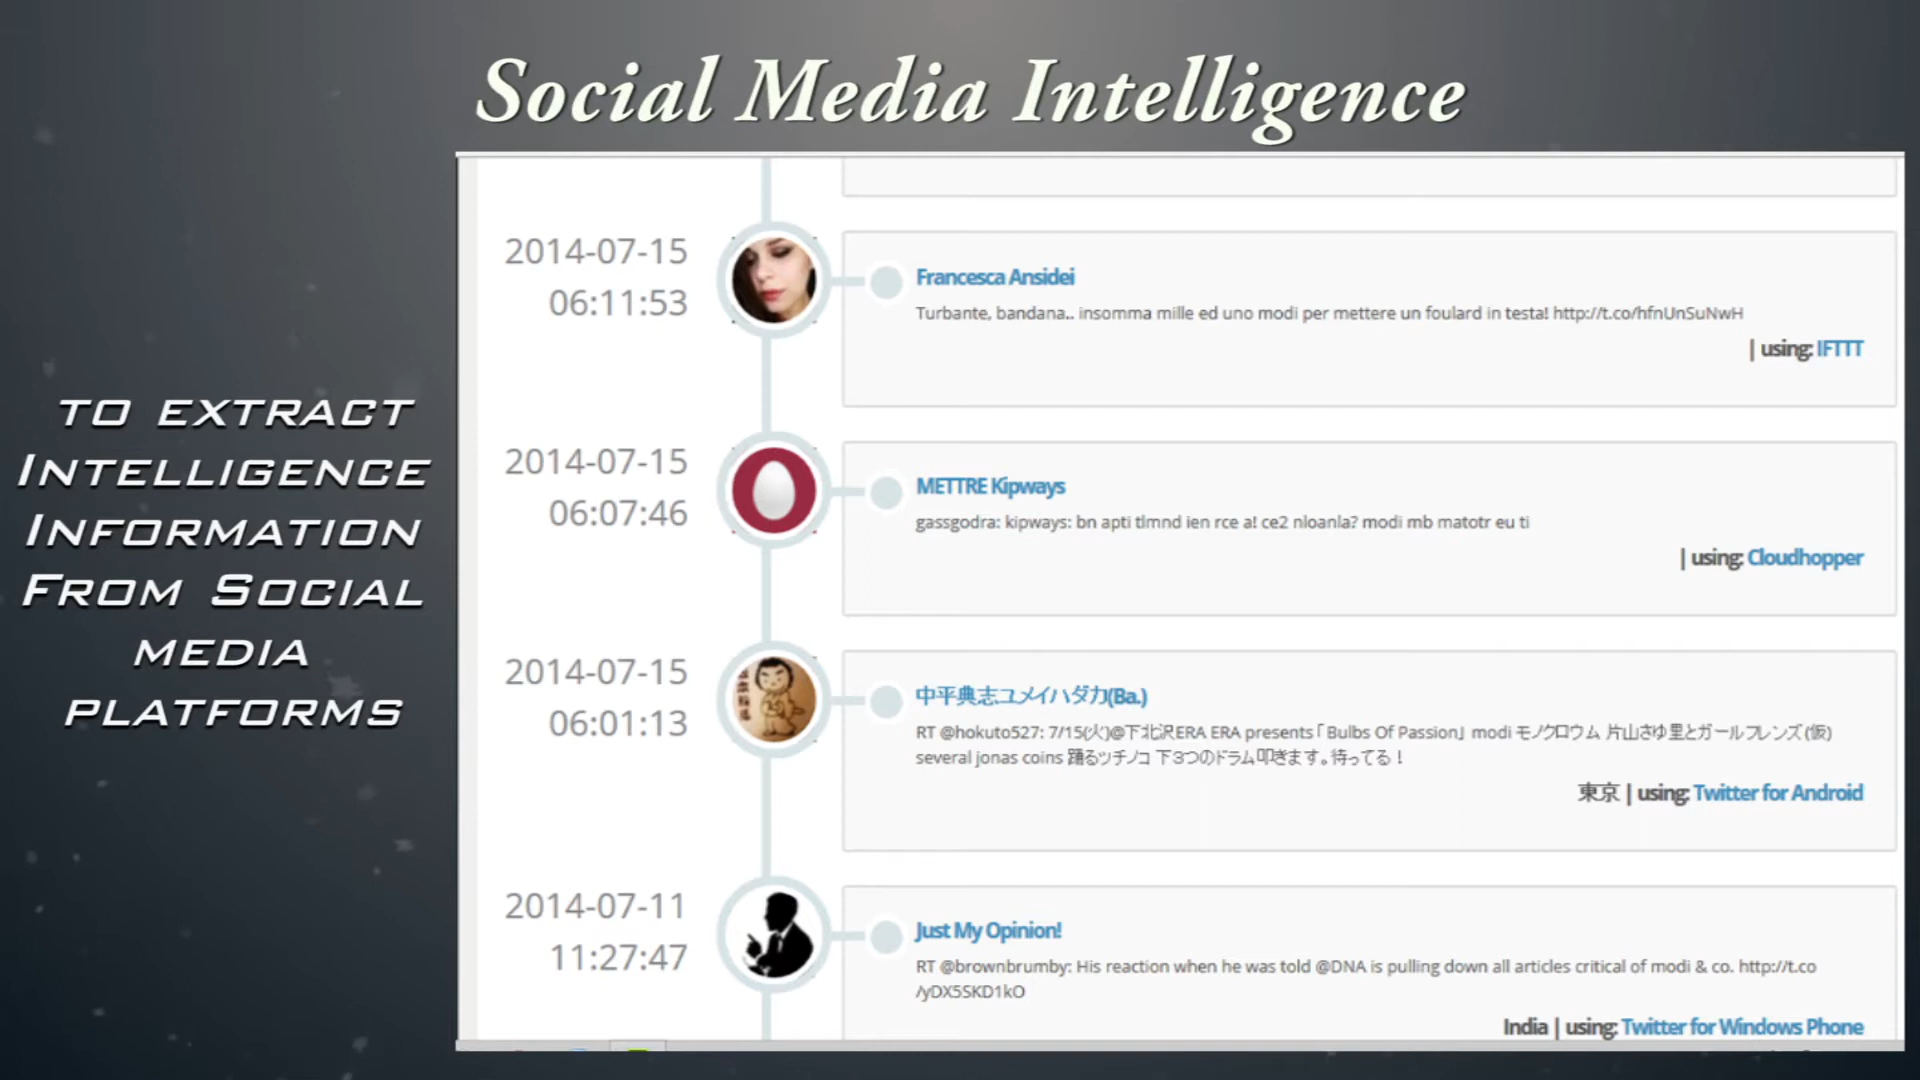 Social Media Intelligence
TO EXTRACT
INTELLIGENCE
INFORMATION
FROM SOCIAL
MEDIA
PLATFORMS
2014-07-15
06:11:53
Francesca Ansidei
Turbante, bandana.. insomma mille ed uno modi per mettere un foulard in testa! http://t.co/hfnUnSuNwH
| using: IFTTT
2014-07-15
06:07:46
METTRE Kipways
gassgodra: kipways: bn apti tlmnd ien rce a! ce2 nloanla? modi mb matotr eu ti
| using: Cloudhopper
2014-07-15
06:01:13
中平典志ユメイハダカ(Ba.)
RT @hokuto527: 7/15(火)@下北沢ERA ERA presents「Bulbs Of Passion」modi モノクロウム 片山さゆ里とガールフレンズ(仮)
several jonas coins 踊るツチノコ 下3つのドラム叩きます。待ってる！
東京 | using: Twitter for Android
2014-07-11
11:27:47
Just My Opinion!
RT @brownbrumby: His reaction when he was told @DNA is pulling down all articles critical of modi & co. http://t.co
/yDX5SKD1kO
India | using: Twitter for Windows Phone